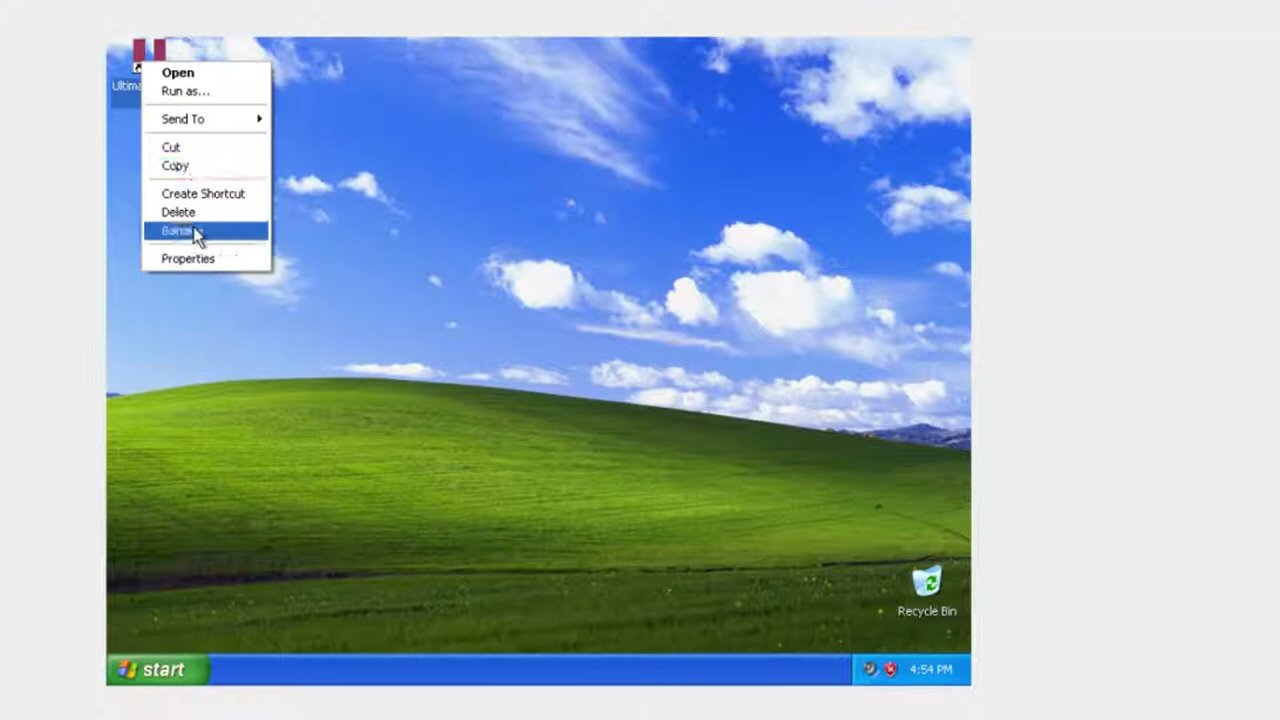 Open
Run as...
Send To
Cut
Copy
Create Shortcut
Delete
Properties
Recycle Bin
start
4:54 PM